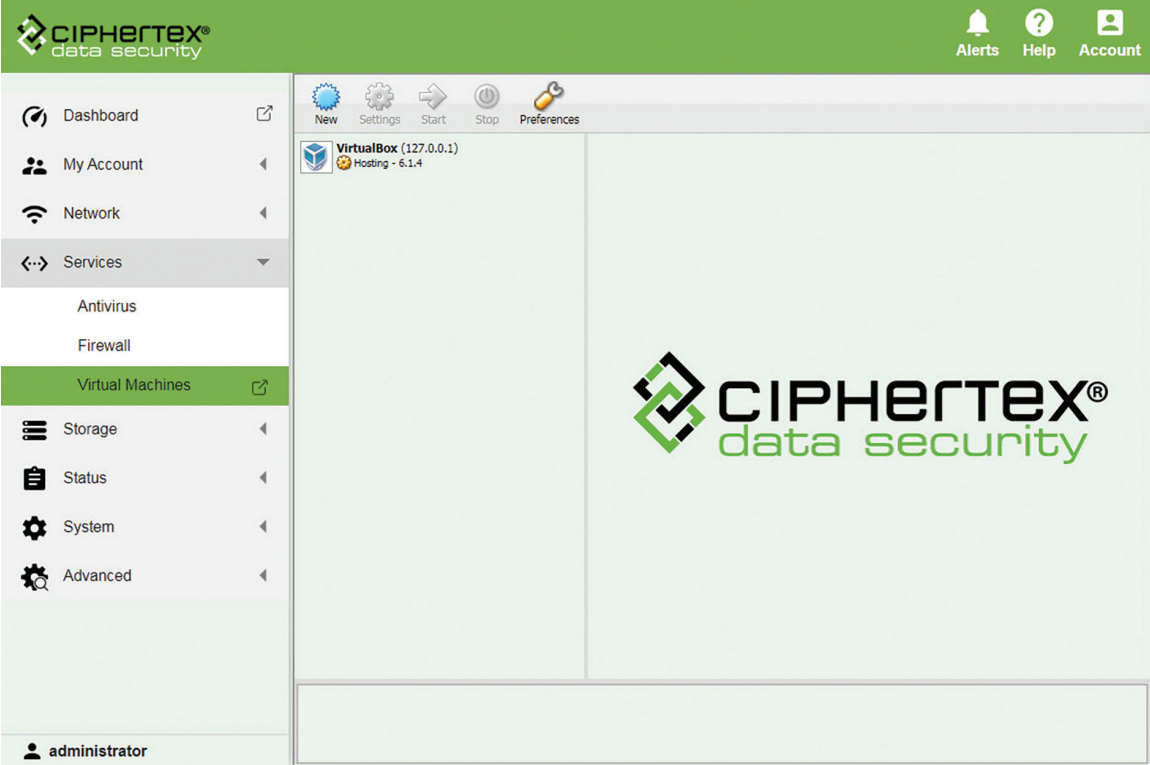 CIPHERTEX®
data security
Alerts
Help
Account
Dashboard
My Account
Network
Services
Antivirus
Firewall
Virtual Machines
Storage
Status
System
Advanced
administrator
New
Settings
Start
Stop
Preferences
VirtualBox (127.0.0.1)
Hosting - 6.1.4
CIPHERTEX®
data security